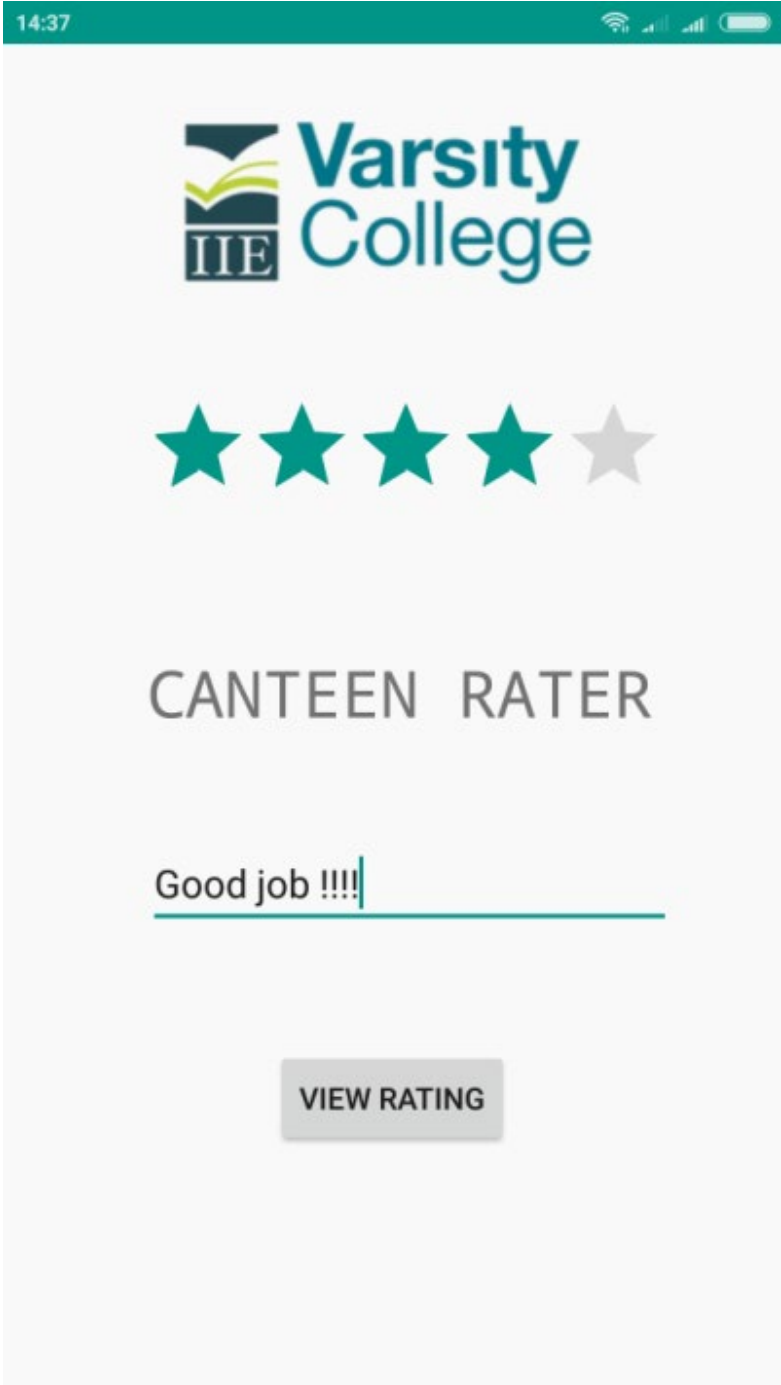 14:37
Varsity
College
IIE
CANTEEN RATER
Good job !!!!
VIEW RATING